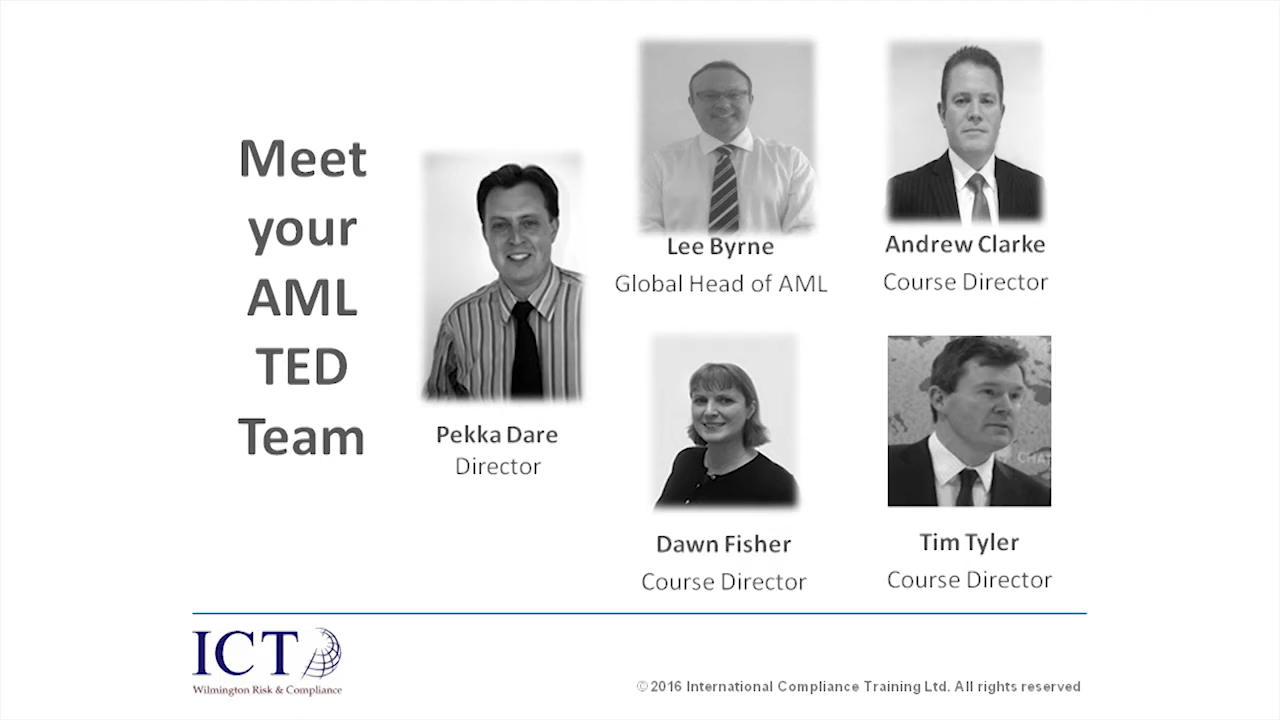 Meet
your
AML
TED
Team
Pekka Dare
Director
Lee Byrne
Global Head of AML
Andrew Clarke
Course Director
Dawn Fisher
Course Director
Tim Tyler
Course Director
CHA
ICT
Wilmington Risk & Compliance
©2016 International Compliance Training Ltd. All rights reserved